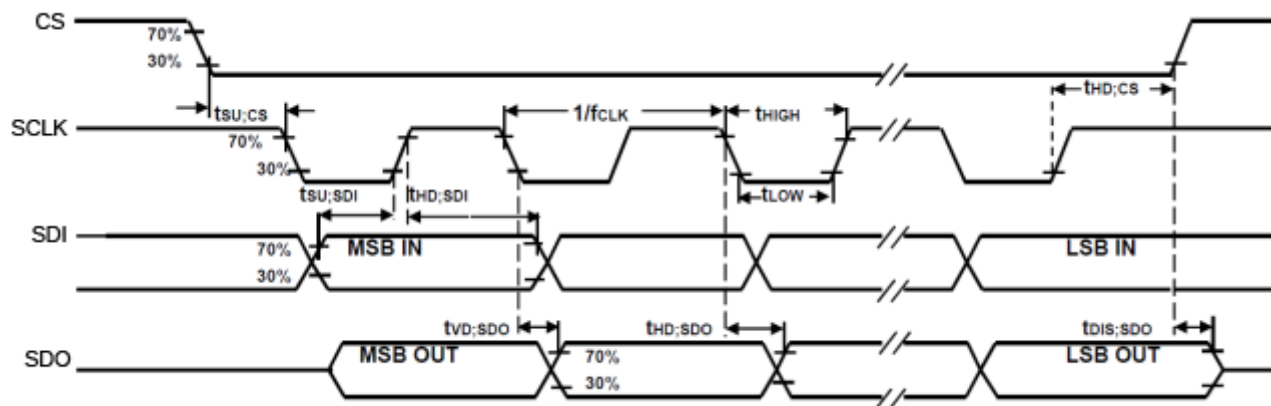 CS
70%
30%
tSU;CS
1/fCLK
tHIGH
tHD;CS
SCLK
70%
30%
tSU;SDI
tHD;SDI
tLOW
SDI
70%
30%
MSB IN
LSB IN
tVD;SDO
tHD;SDO
tDIS;SDO
SDO
MSB OUT
70%
30%
LSB OUT